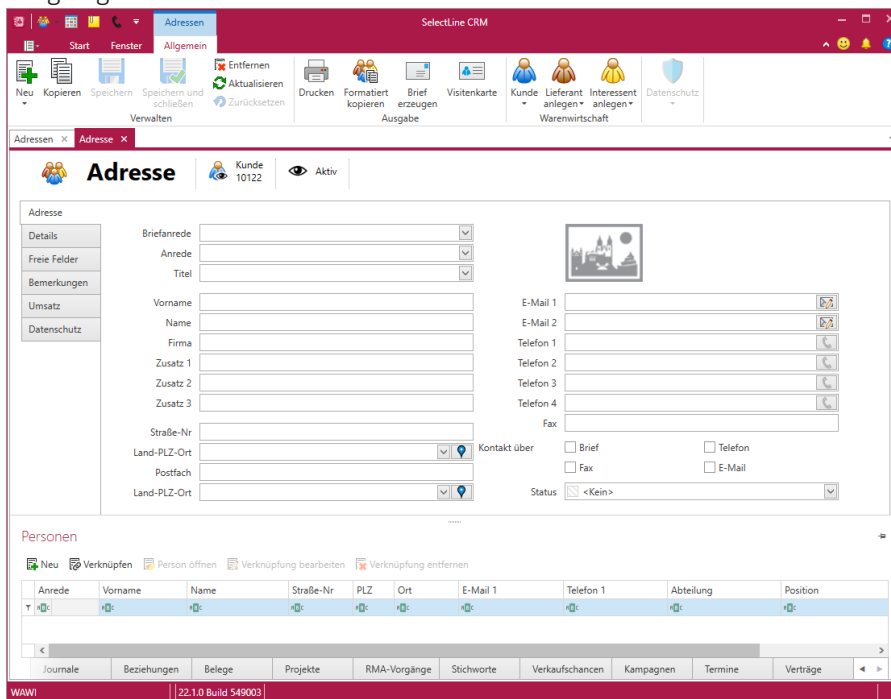 Adressen SelectLine CRM
Start Fenster Allgemein
Neu Kopieren Speichern Speichern und schließen Entfernen Aktualisieren Zurücksetzen Drucken Formatiert kopieren Brief erzeugen Visitenkarte Kunde Lieferant anlegen Interessent anlegen Datenschutz
Verwalten Ausgabe Warenwirtschaft
Adressen × Adresse ×
Adresse Kunde 10122 Aktiv
Adresse
Details
Freie Felder
Bemerkungen
Umsatz
Datenschutz
Briefanrede
Anrede
Titel
Vorname E-Mail 1
Name E-Mail 2
Firma Telefon 1
Zusatz 1 Telefon 2
Zusatz 2 Telefon 3
Zusatz 3 Telefon 4
Fax
Straße-Nr
Land-PLZ-Ort Kontakt über Brief Telefon
Postfach Fax E-Mail
Land-PLZ-Ort Status <Kein>
Personen
Neu Verknüpfen Person öffnen Verknüpfung bearbeiten Verknüpfung entfernen
Anrede Vorname Name Straße-Nr PLZ Ort E-Mail 1 Telefon 1 Abteilung Position
Journale Beziehungen Belege Projekte RMA-Vorgänge Stichworte Verkaufschancen Kampagnen Termine Verträge
WAWI 22.1.0 Build 549003